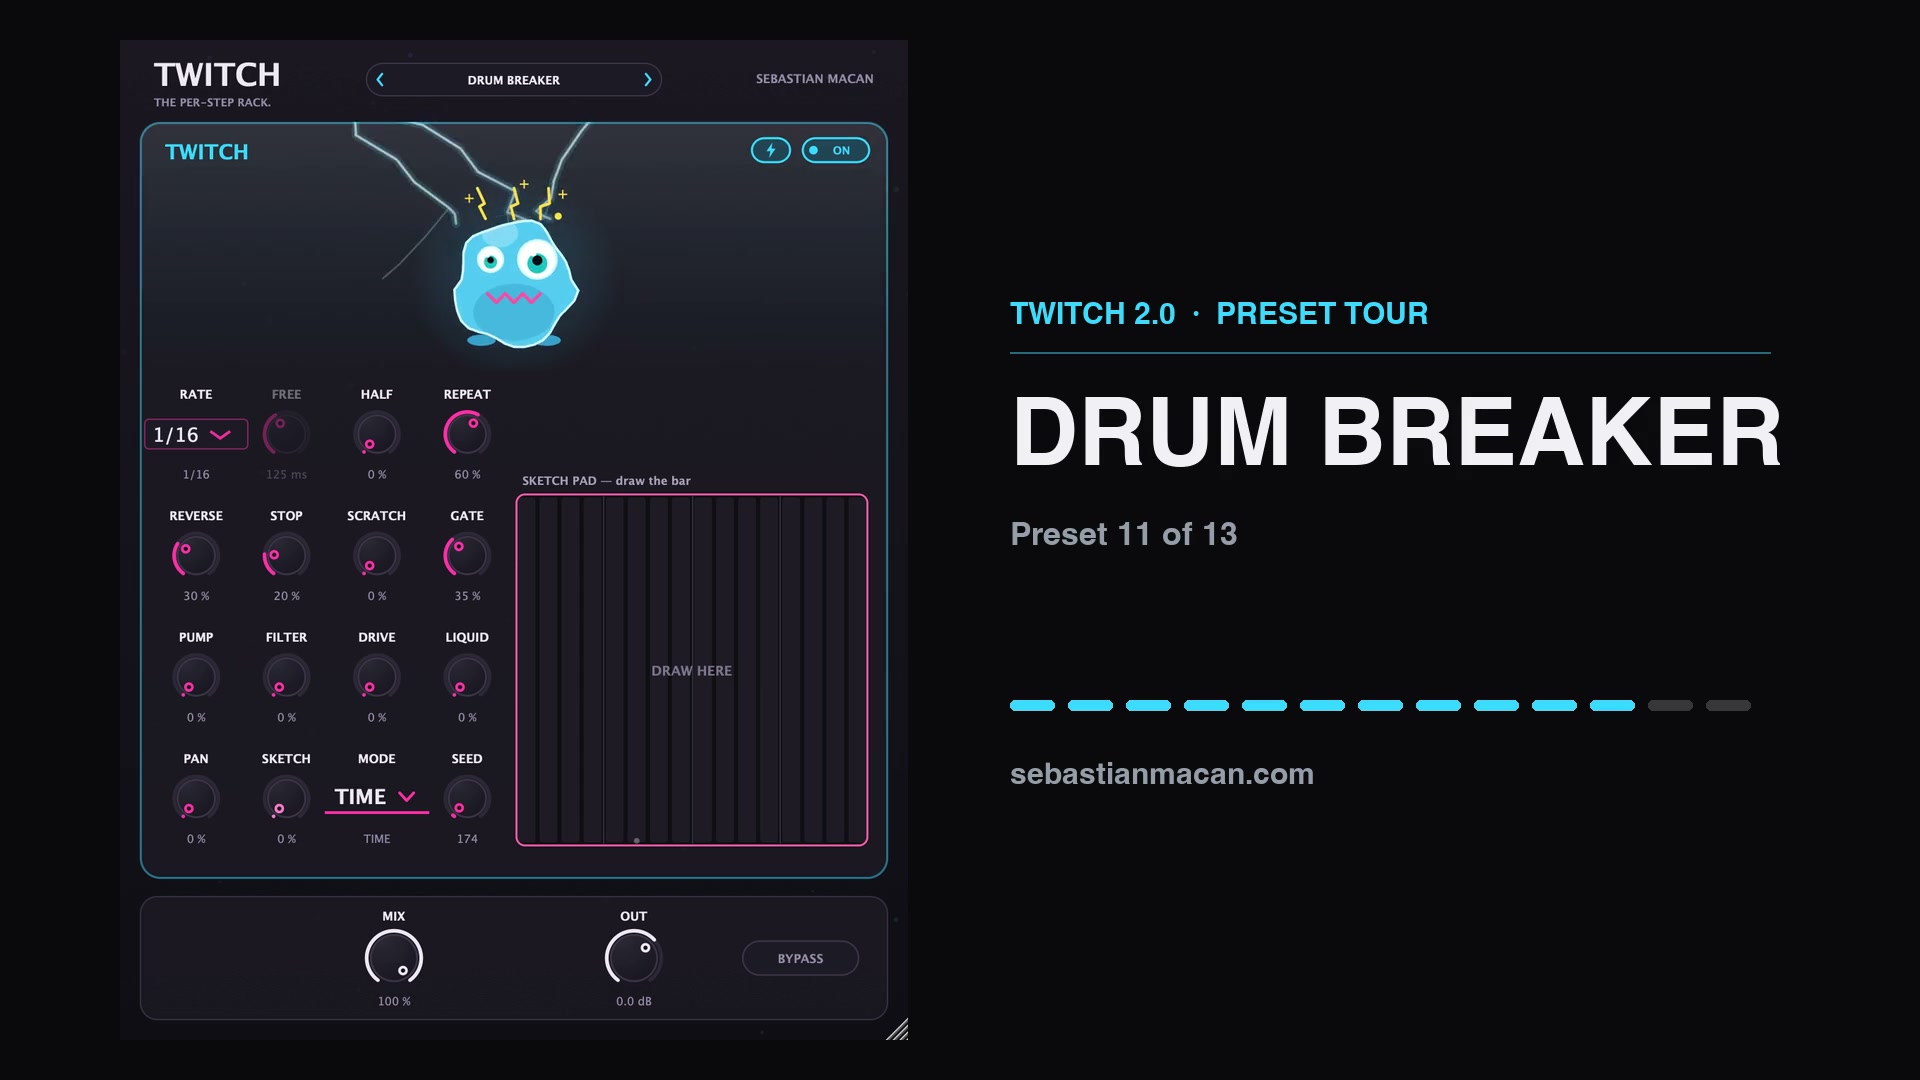 TWITCH
THE PER-STEP RACK.
DRUM BREAKER
SEBASTIAN MACAN
TWITCH
ON
RATE FREE HALF REPEAT
1/16
1/16 125 ms 0 % 60 %
REVERSE STOP SCRATCH GATE
30 % 20 % 0 % 35 %
PUMP FILTER DRIVE LIQUID
0 % 0 % 0 % 0 %
PAN SKETCH MODE SEED
TIME
0 % 0 % TIME 174
SKETCH PAD — draw the bar
DRAW HERE
MIX OUT
BYPASS
100 % 0.0 dB
TWITCH 2.0 · PRESET TOUR
DRUM BREAKER
Preset 11 of 13
sebastianmacan.com